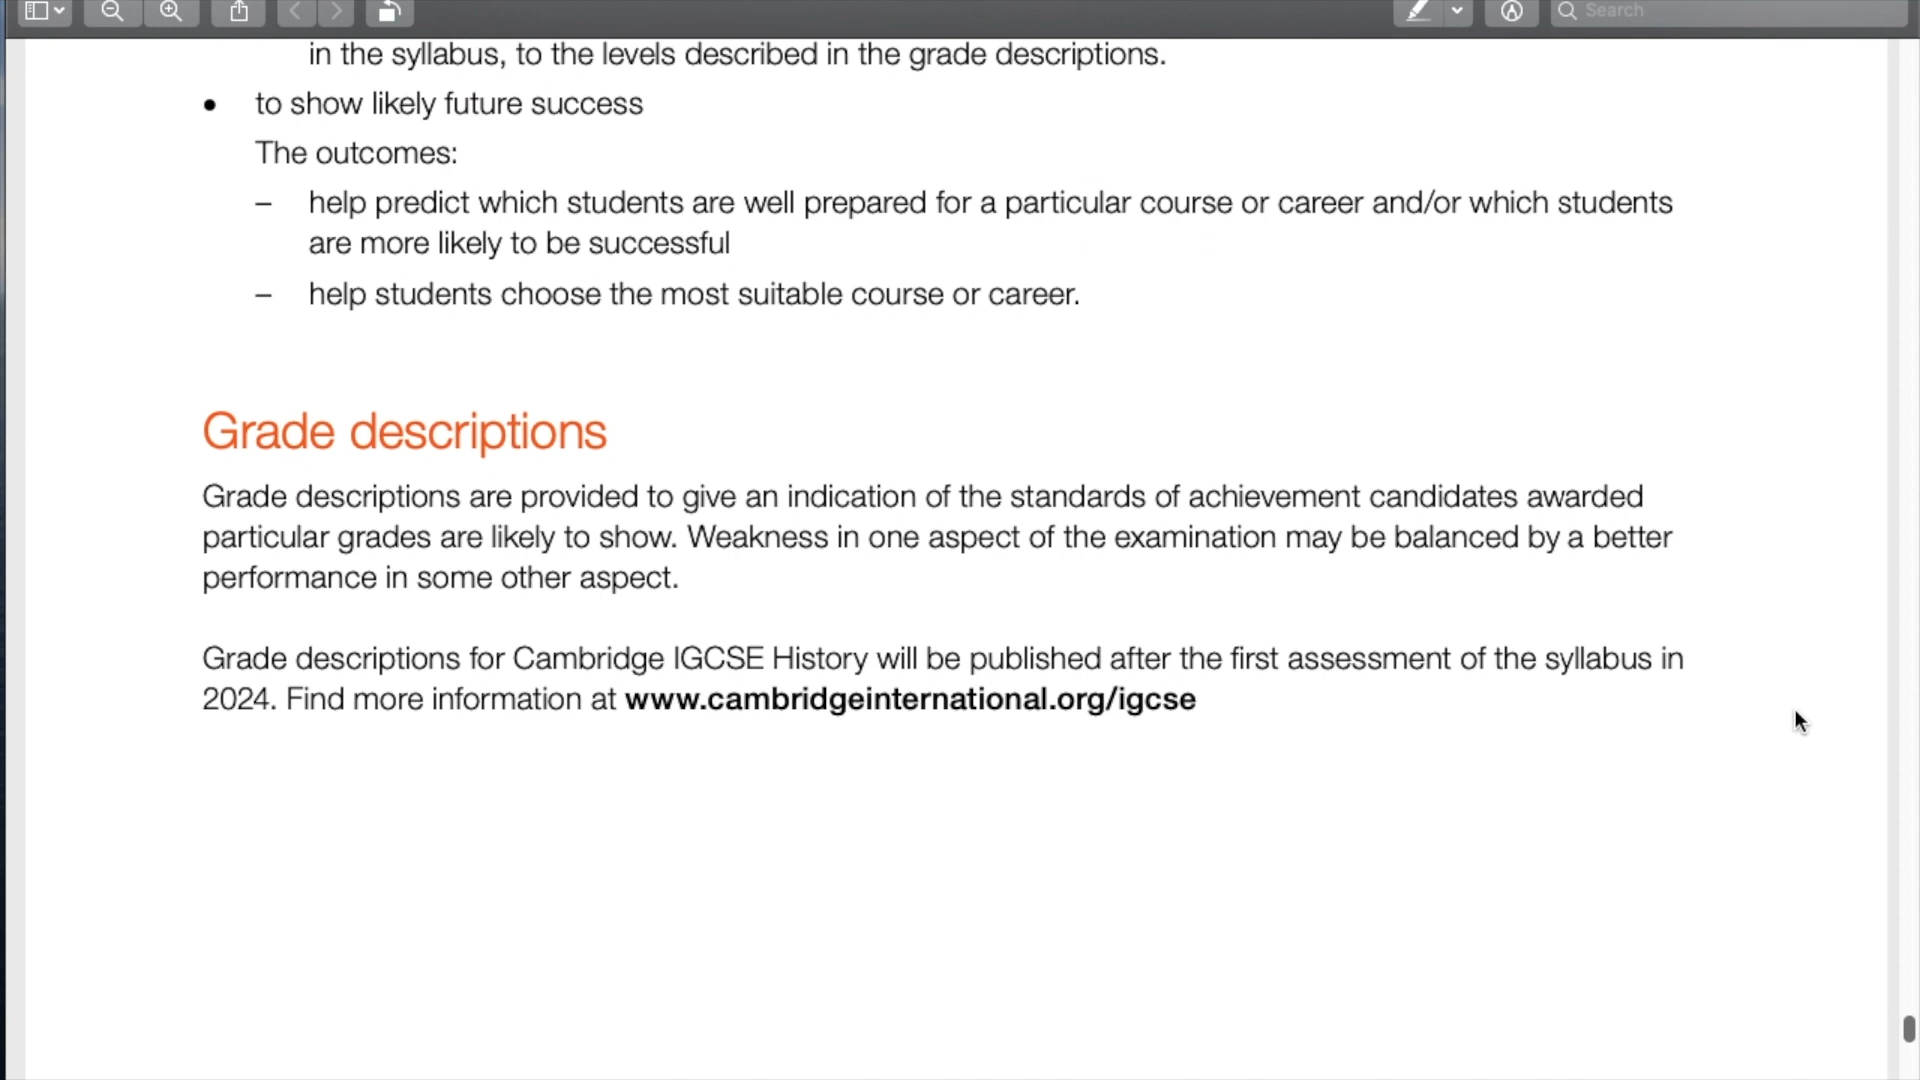 Search
in the syllabus, to the levels described in the grade descriptions.
• to show likely future success
The outcomes:
– help predict which students are well prepared for a particular course or career and/or which students
are more likely to be successful
– help students choose the most suitable course or career.
Grade descriptions
Grade descriptions are provided to give an indication of the standards of achievement candidates awarded
particular grades are likely to show. Weakness in one aspect of the examination may be balanced by a better
performance in some other aspect.
Grade descriptions for Cambridge IGCSE History will be published after the first assessment of the syllabus in
2024. Find more information at www.cambridgeinternational.org/igcse